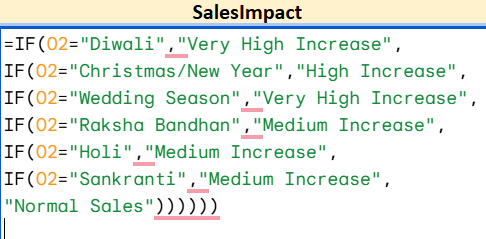 SalesImpact
=IF(O2="Diwali","Very High Increase",
IF(O2="Christmas/New Year","High Increase",
IF(O2="Wedding Season","Very High Increase",
IF(O2="Raksha Bandhan","Medium Increase",
IF(O2="Holi","Medium Increase",
IF(O2="Sankranti","Medium Increase",
"Normal Sales"))))))